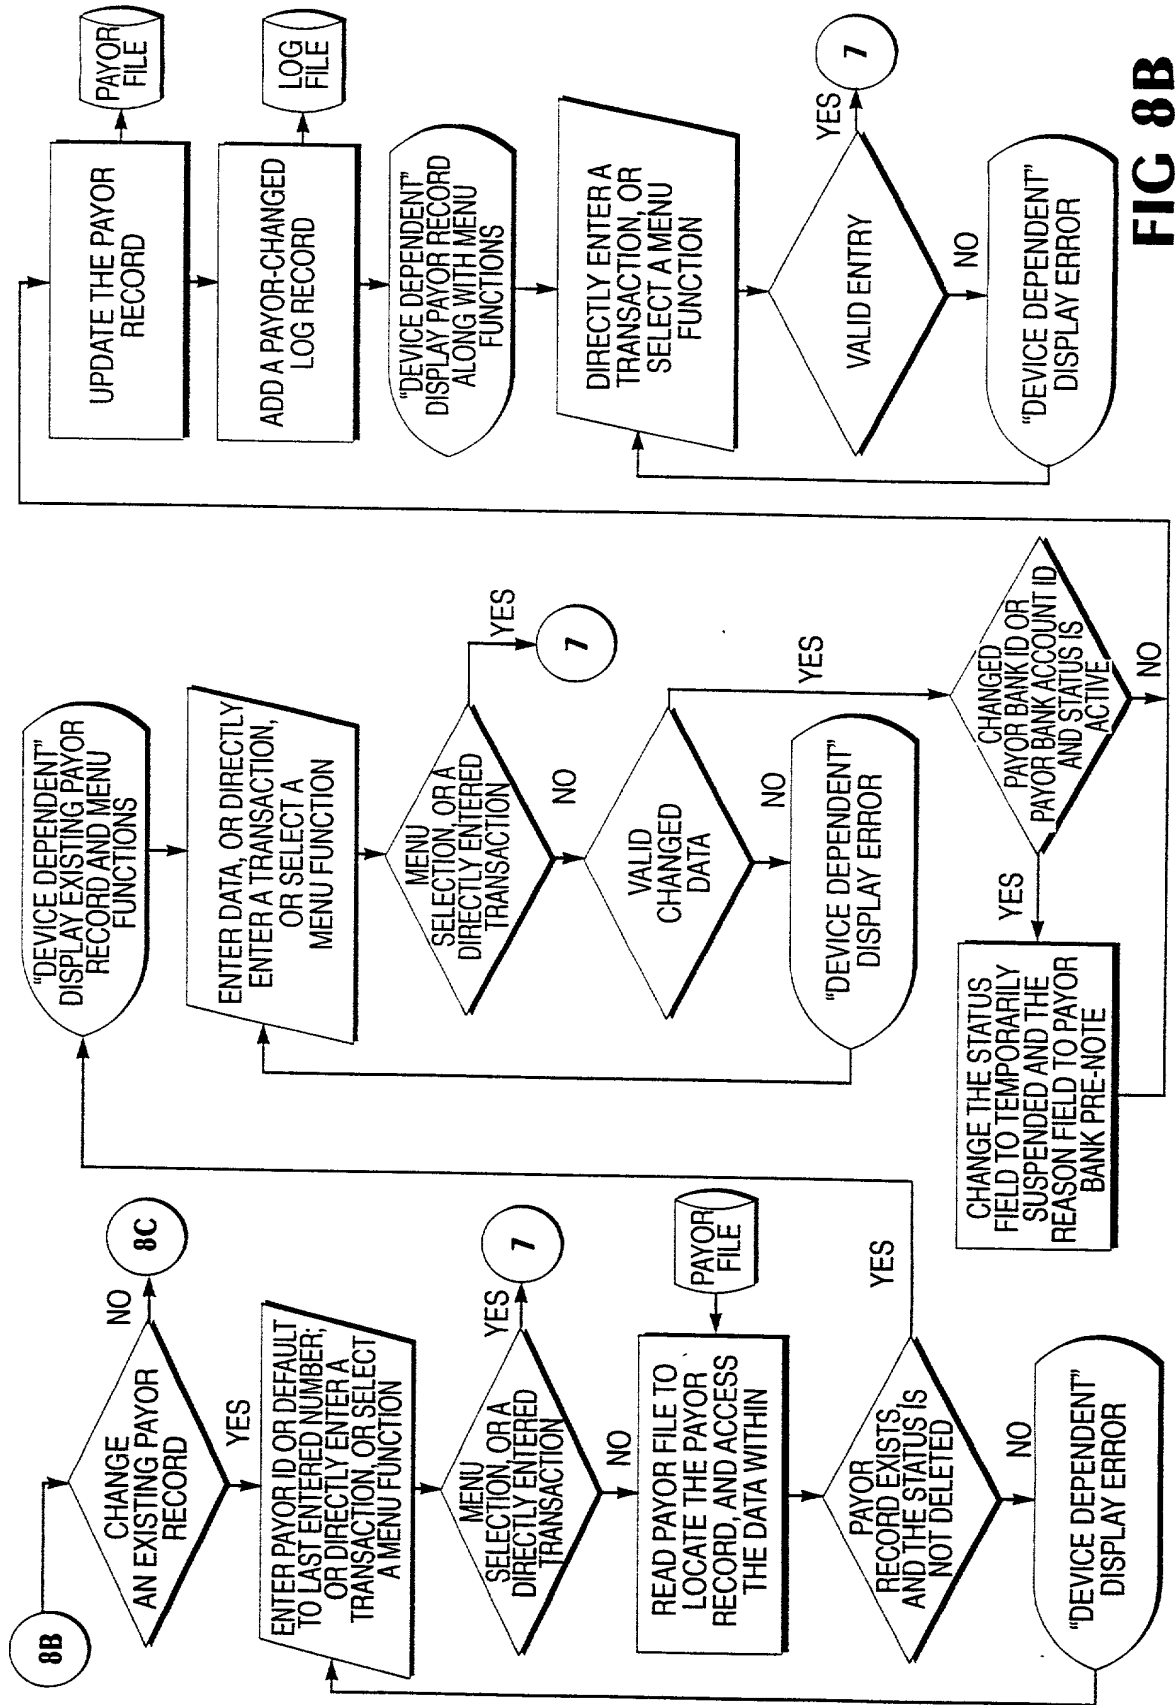 8B
CHANGE
AN EXISTING PAYOR
RECORD
NO
8C
YES
ENTER PAYOR ID OR DEFAULT
TO LAST ENTERED NUMBER;
OR DIRECTLY ENTER A
TRANSACTION, OR SELECT
A MENU FUNCTION
MENU
SELECTION, OR A
DIRECTLY ENTERED
TRANSACTION
YES
7
NO
READ PAYOR FILE TO
LOCATE THE PAYOR
RECORD, AND ACCESS
THE DATA WITHIN
PAYOR
FILE
PAYOR
RECORD EXISTS,
AND THE STATUS IS
NOT DELETED
YES
NO
"DEVICE DEPENDENT"
DISPLAY ERROR
"DEVICE DEPENDENT"
DISPLAY EXISTING PAYOR
RECORD AND MENU
FUNCTIONS
ENTER DATA, OR DIRECTLY
ENTER A TRANSACTION,
OR SELECT A
MENU FUNCTION
MENU
SELECTION, OR A
DIRECTLY ENTERED
TRANSACTION
YES
7
NO
VALID
CHANGED
DATA
YES
NO
"DEVICE DEPENDENT"
DISPLAY ERROR
CHANGED
PAYOR BANK ID OR
PAYOR BANK ACCOUNT ID
AND STATUS IS
ACTIVE
YES
NO
CHANGE THE STATUS
FIELD TO TEMPORARILY
SUSPENDED AND THE
REASON FIELD TO PAYOR
BANK PRE-NOTE
UPDATE THE PAYOR
RECORD
PAYOR
FILE
ADD A PAYOR-CHANGED
LOG RECORD
LOG
FILE
"DEVICE DEPENDENT"
DISPLAY PAYOR RECORD
ALONG WITH MENU
FUNCTIONS
DIRECTLY ENTER A
TRANSACTION, OR
SELECT A MENU
FUNCTION
VALID ENTRY
YES
7
NO
"DEVICE DEPENDENT"
DISPLAY ERROR
FIG 8B